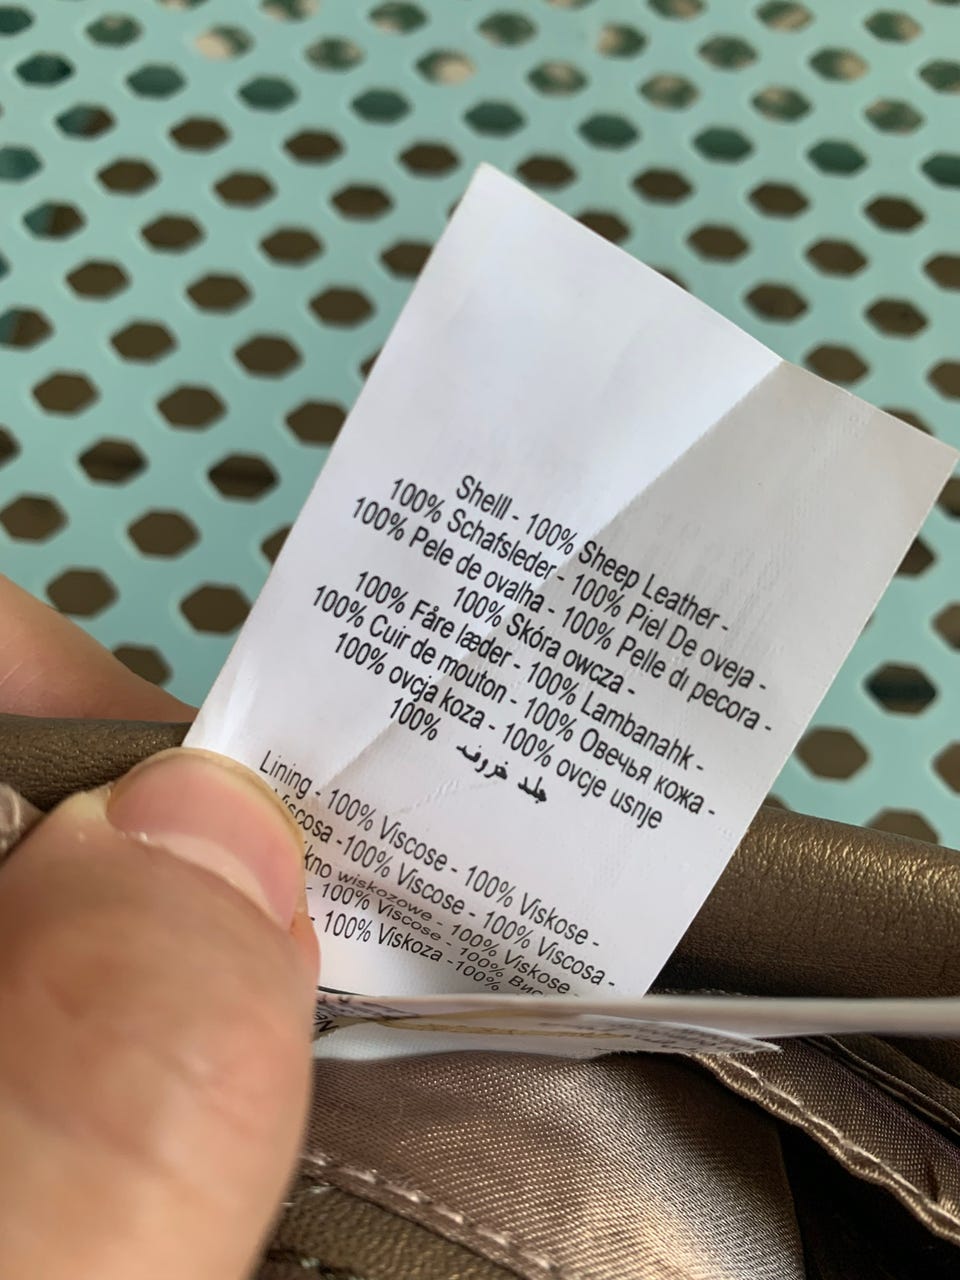 Shelll - 100% Sheep Leather -
100% Schafsleder - 100% Piel De oveja -
100% Pele de ovalha - 100% Pelle di pecora -
100% Skóra owcza -
100% Fåre læder - 100% Lambanahk -
100% Cuir de mouton - 100% Овечья кожа -
100% ovcja koza - 100% ovcje usnje
100% جلد خروف
Lining - 100% Viscose - 100% Viskose -
Viscosa -100% Viscose - 100% Viscosa -
wiskozowe - 100% Viskose -
- 100% Viscose - 100%
- 100% Viskoza -100%